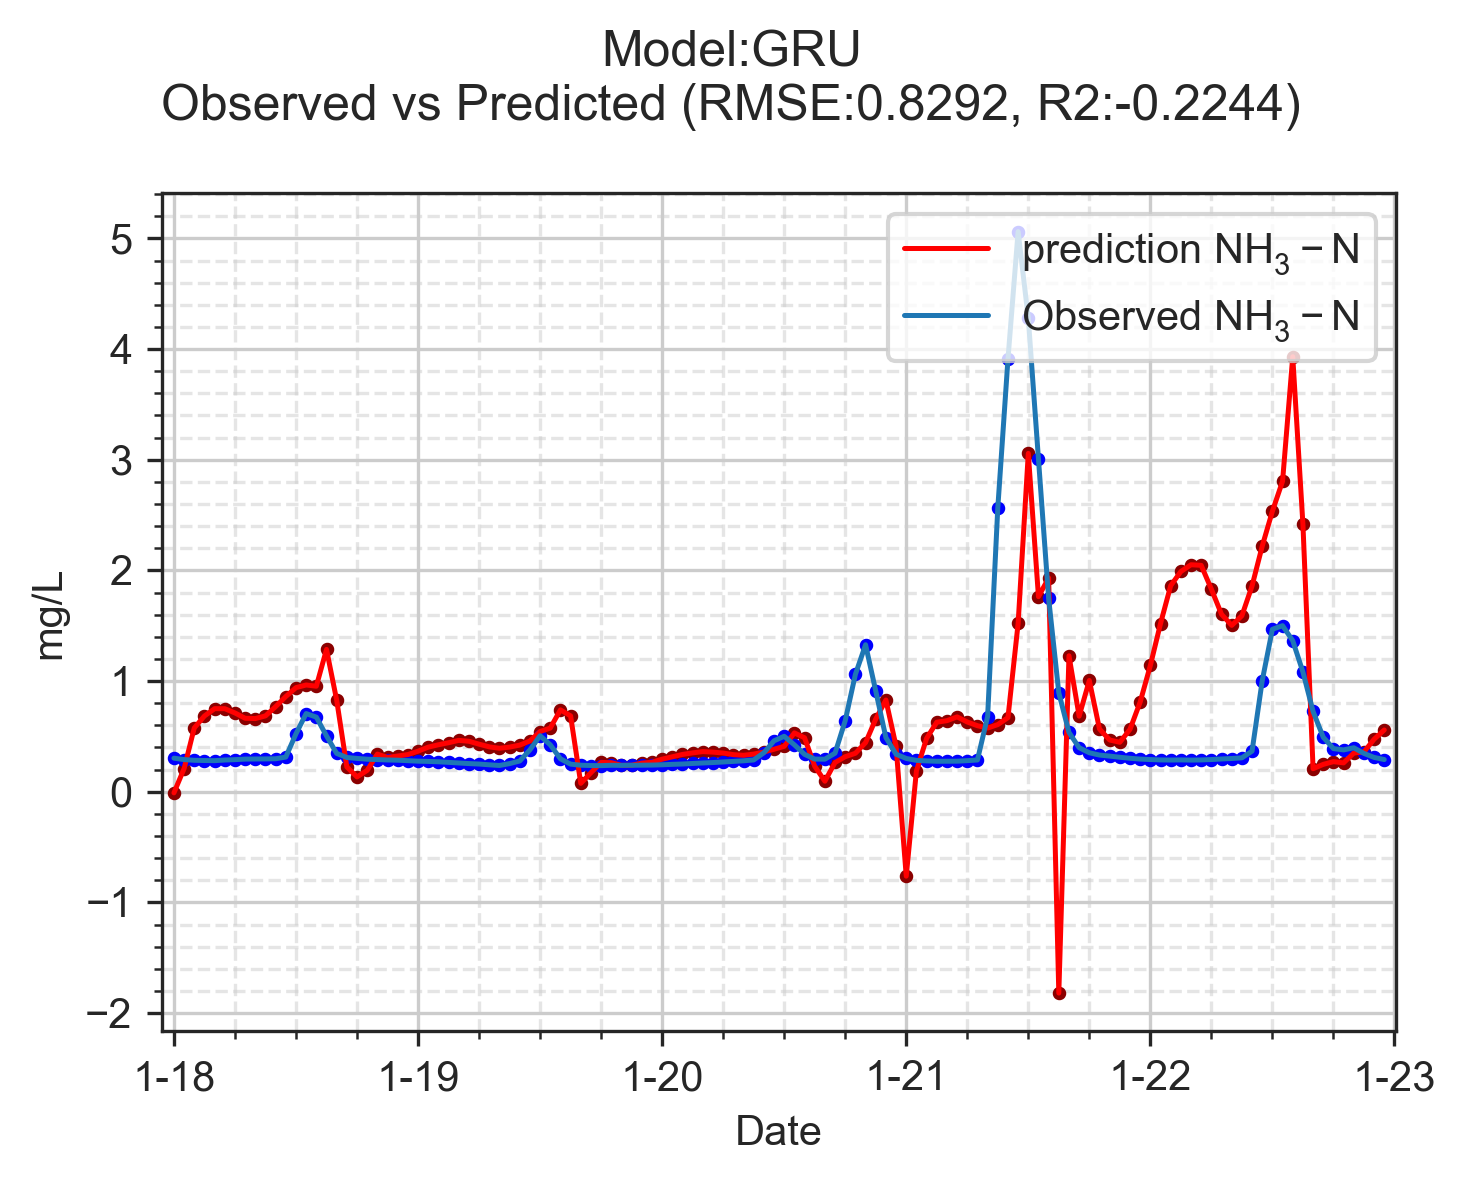 Model:GRU
Observed vs Predicted (RMSE:0.8292, R2:-0.2244)
prediction NH₃ − N
Observed NH₃ − N
5
4
3
2
1
0
−1
−2
mg/L
1-18
1-19
1-20
1-21
1-22
1-23
Date